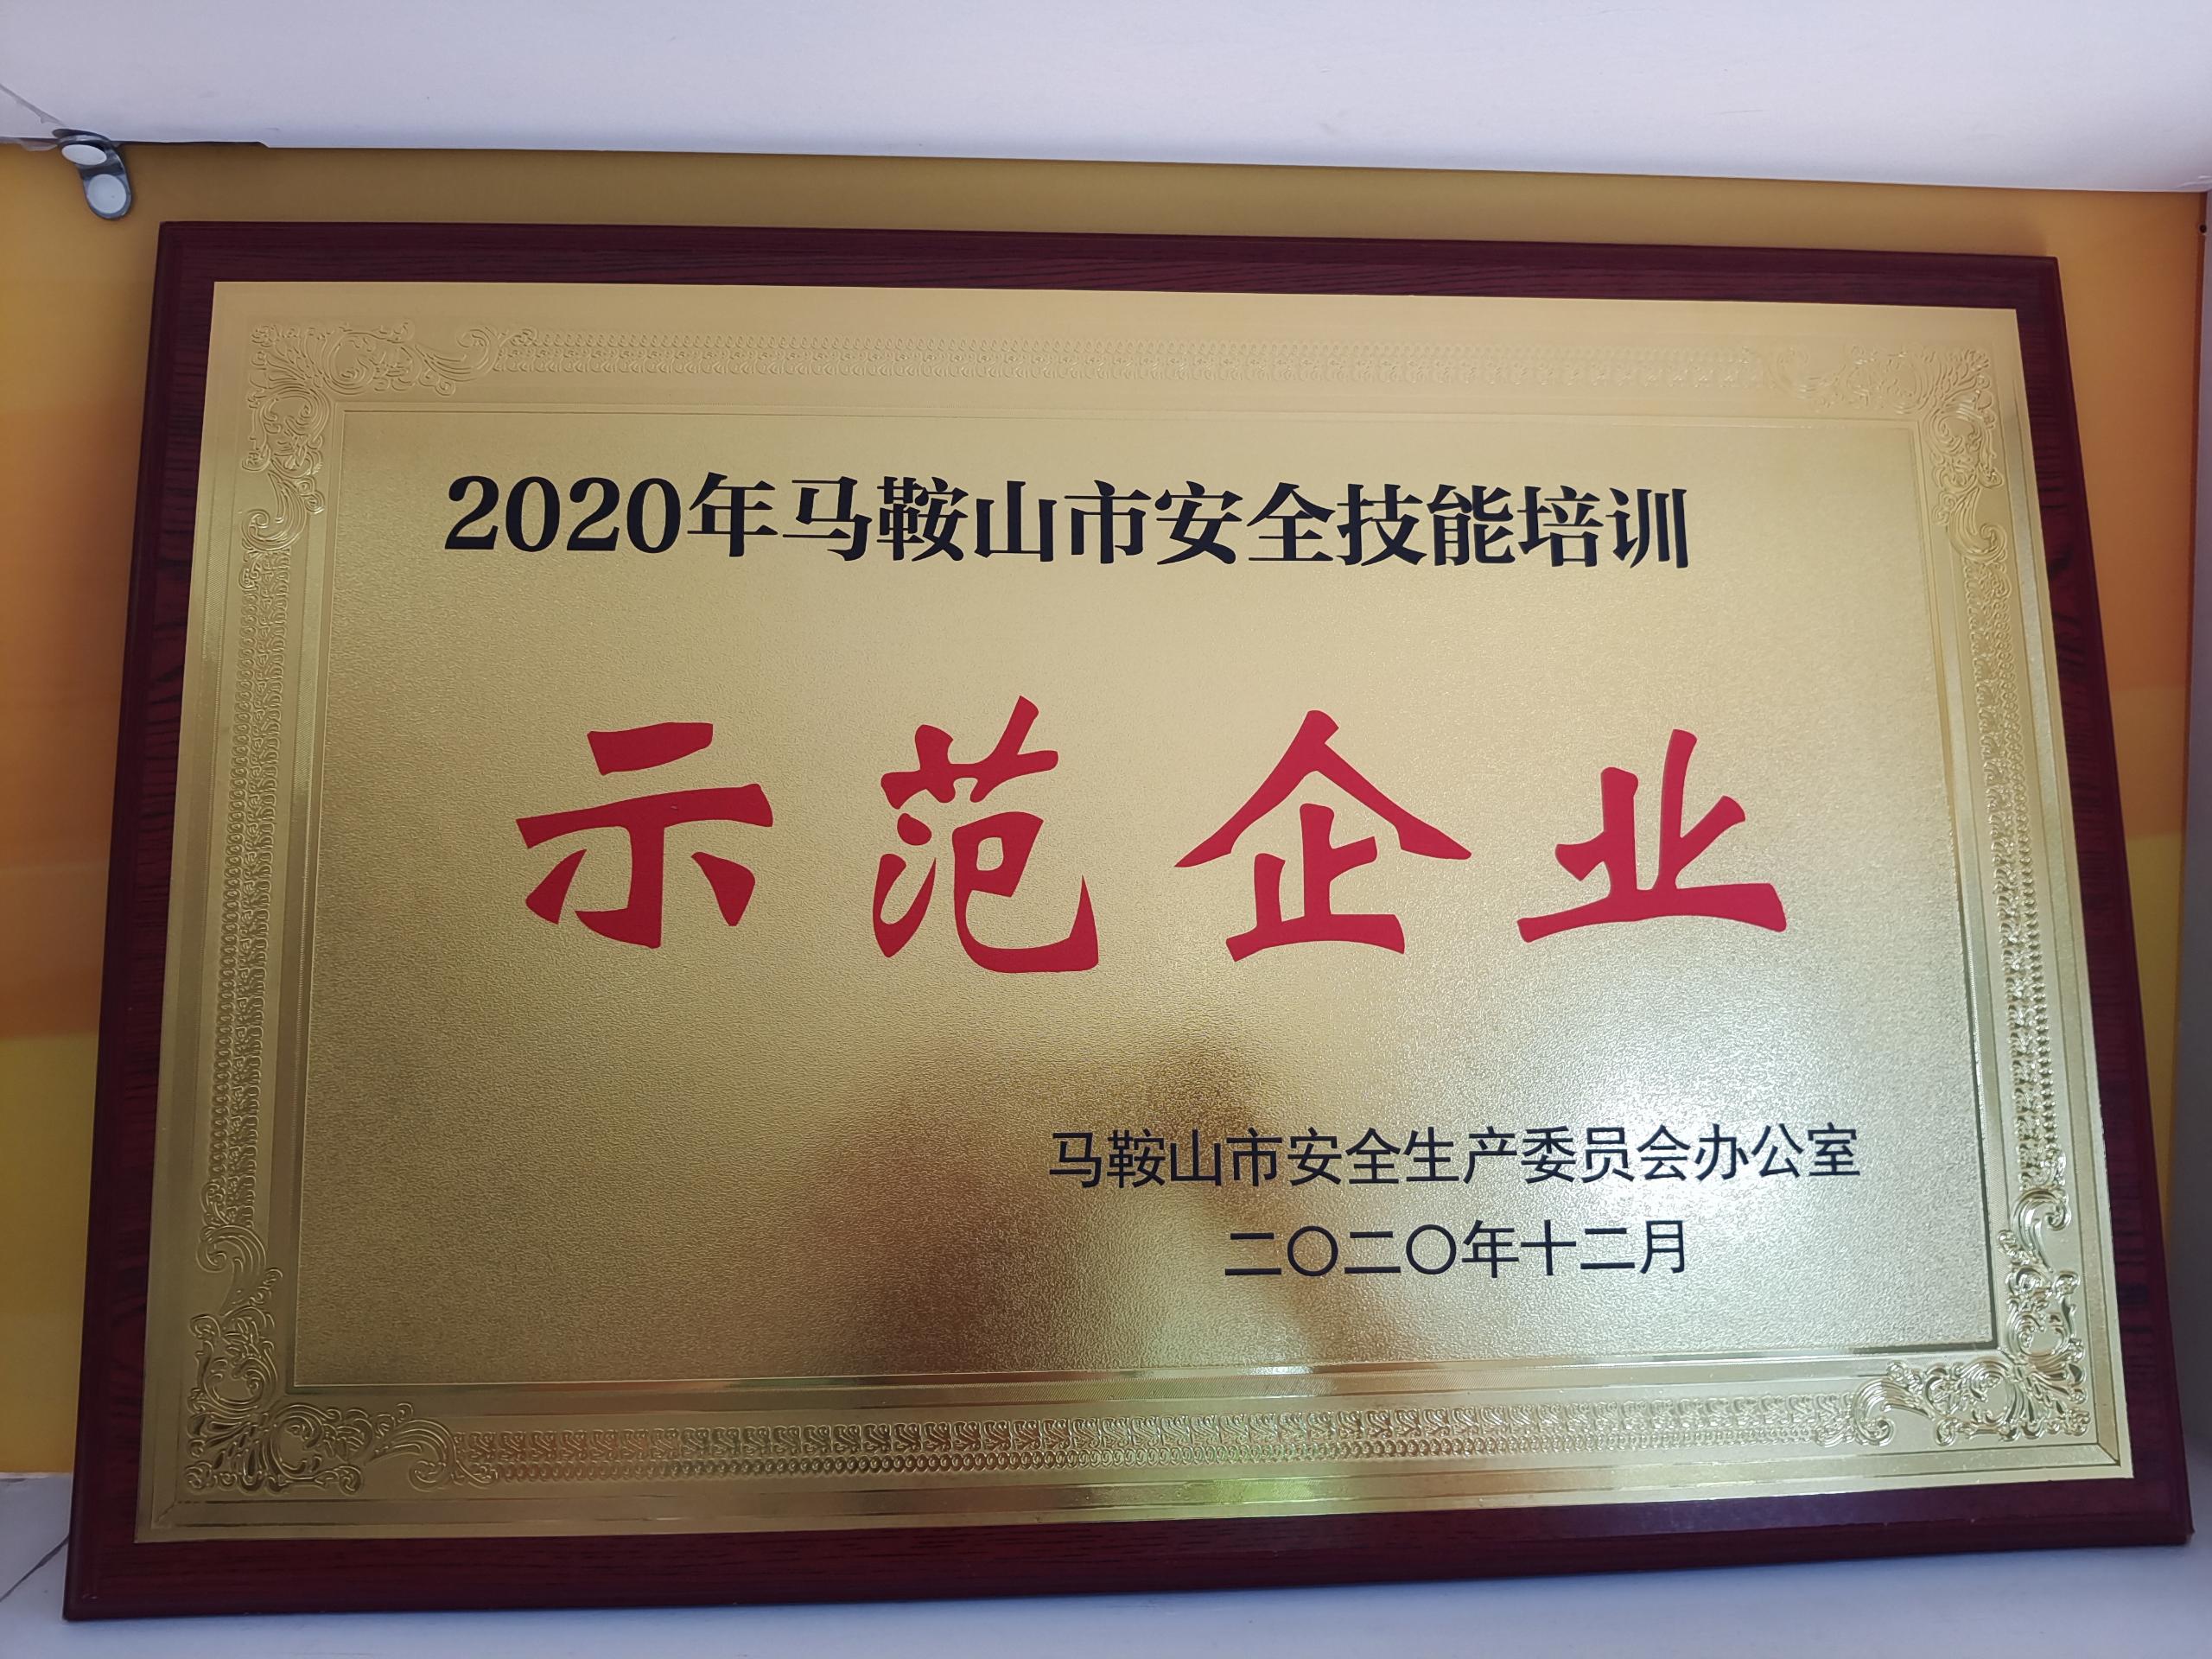 2020年马鞍山市安全技能培训
示范企业
马鞍山市安全生产委员会办公室
二〇二〇年十二月